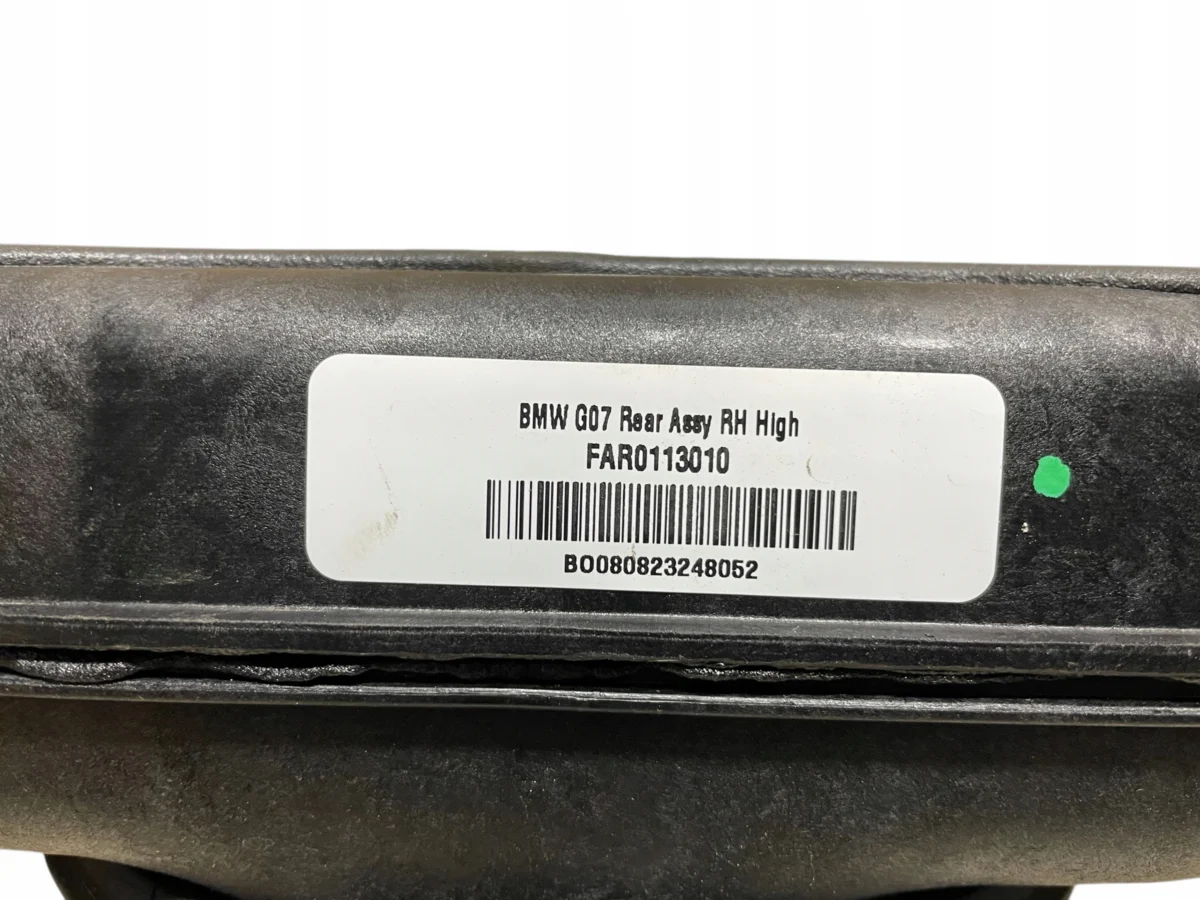 BMW G07 Rear Assy RH High
FAR0113010
BO080823248052